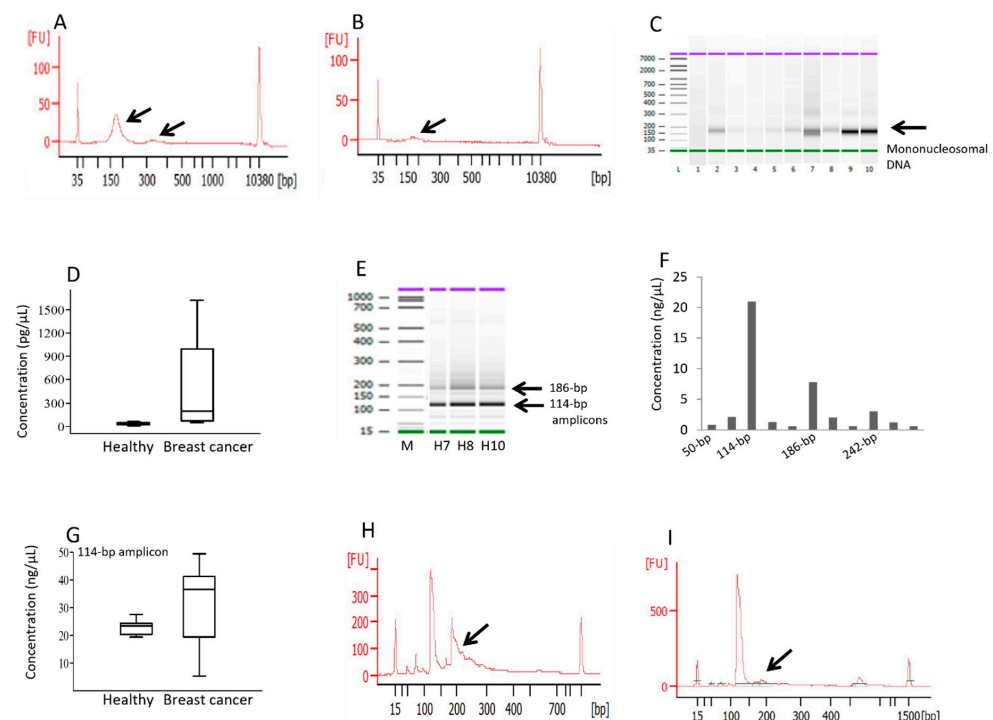 A
[FU]
100
50
0
35 150 300 500 1000 10380 [bp]
B
[FU]
100
50
0
35 150 300 500 10380 [bp]
C
7000
2000
700
500
400
300
200
150
100
35
L 1 2 3 4 5 6 7 8 9 10
Mononucleosomal
DNA
D
Concentration (pg/µL)
1500
1200
900
600
300
0
Healthy Breast cancer
E
1000
700
500
400
300
200
150
100
15
M H7 H8 H10
186-bp
114-bp
amplicons
F
Concentration (ng/µL)
25
20
15
10
5
0
50-bp 114-bp 186-bp 242-bp
G
114-bp amplicon
Concentration (ng/µL)
50
40
30
20
10
Healthy Breast cancer
H
[FU]
300
200
100
0
15 100 200 300 400 700 [bp]
I
[FU]
500
0
15 100 200 300 400 1500[bp]